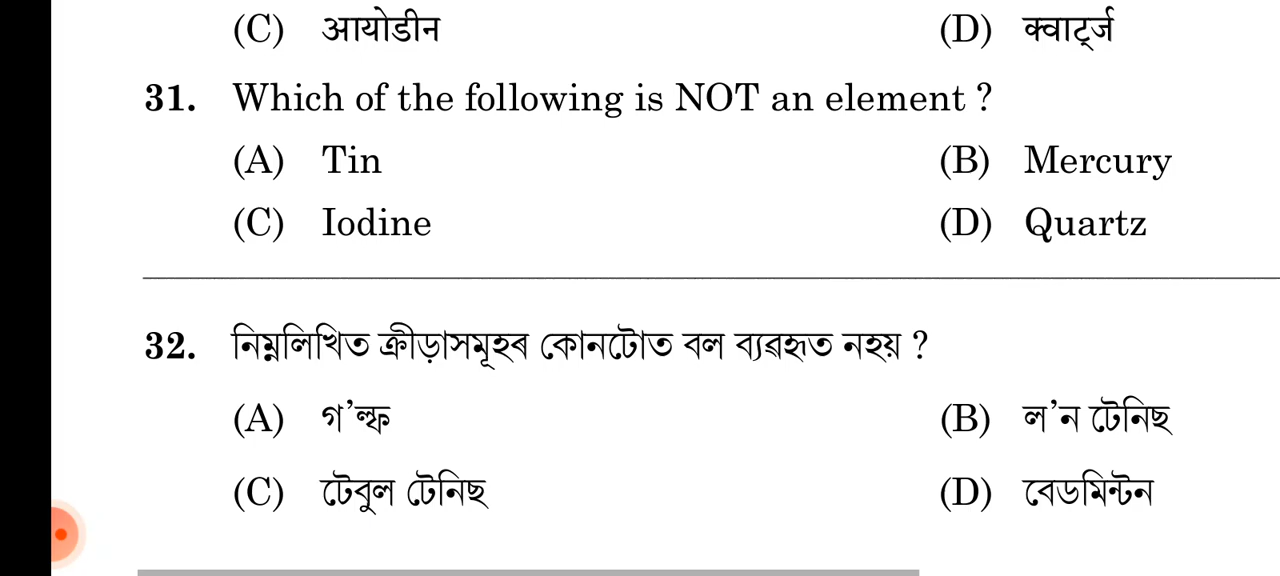 (C) आयोडीन (D) क्वार्ट्ज
31. Which of the following is NOT an element ?
(A) Tin (B) Mercury
(C) Iodine (D) Quartz
32. নিম্নলিখিত ক্ৰীড়াসমূহৰ কোনটোত বল ব্যৱহৃত নহয় ?
(A) গ’ল্ফ (B) ল’ন টেনিছ
(C) টেবুল টেনিছ (D) বেডমিন্টন